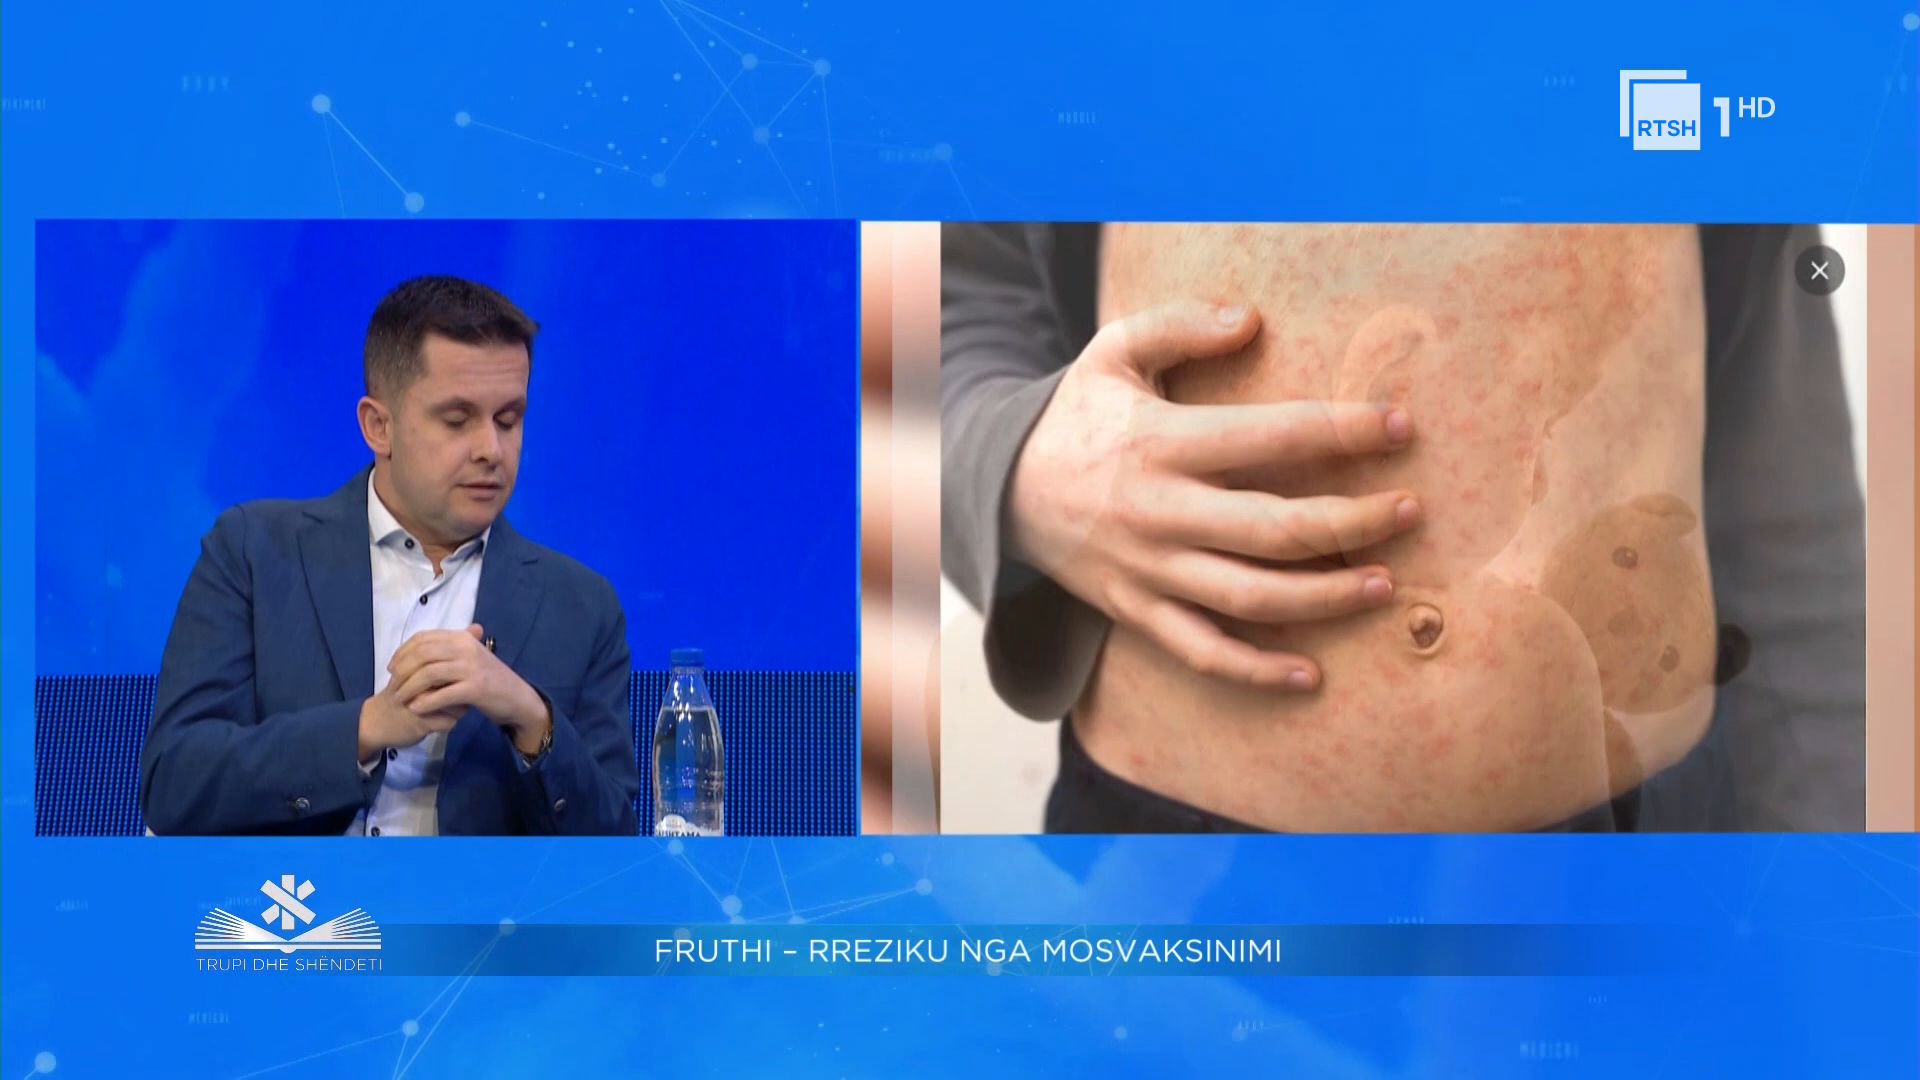 RTSH 1 HD
FRUTHI – RREZIKU NGA MOSVAKSINIMI
TRUPI DHE SHËNDETI